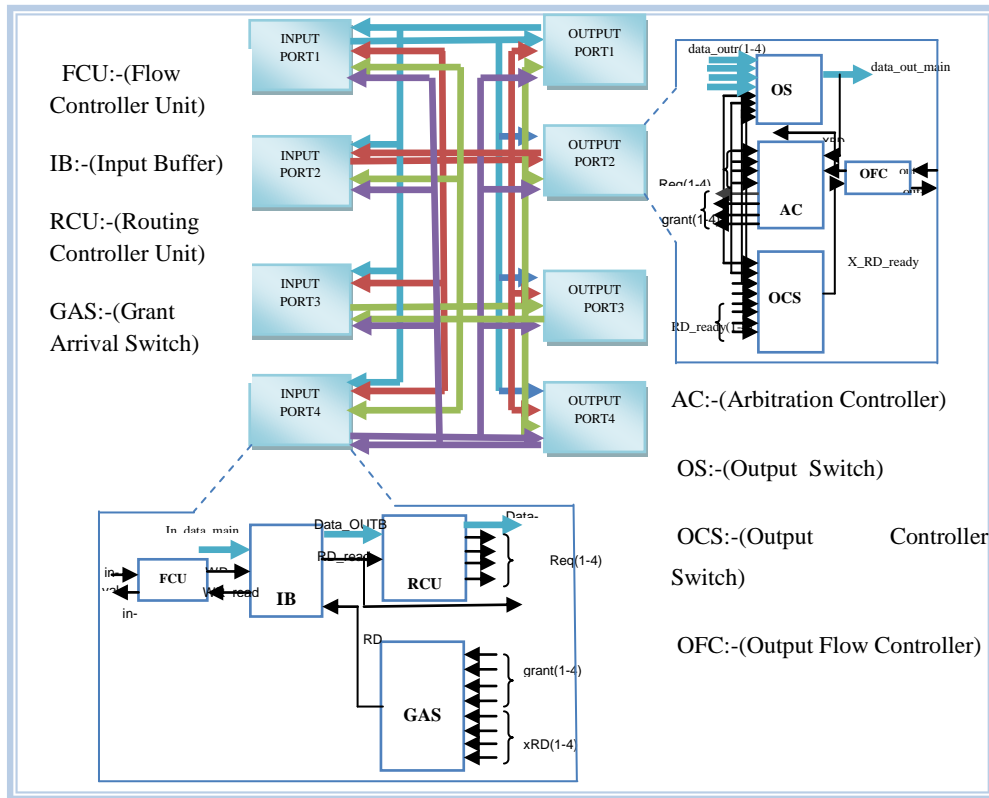 FCU:-(Flow
Controller Unit)
IB:-(Input Buffer)
RCU:-(Routing
Controller Unit)
GAS:-(Grant
Arrival Switch)
INPUT
PORT1
INPUT
PORT2
INPUT
PORT3
INPUT
PORT4
OUTPUT
PORT1
OUTPUT
PORT2
OUTPUT
PORT3
OUTPUT
PORT4
data_outr(1-4)
data_out_main
OS
OFC
Req(1-4)
AC
grant(1-4)
X_RD_ready
OCS
AC:-(Arbitration Controller)
OS:-(Output Switch)
OCS:-(Output Controller
Switch)
OFC:-(Output Flow Controller)
In_data_main
Data_OUTB
Data-
RD_read
Req(1-4)
in-
FCU
IB
RCU
in-
RD
grant(1-4)
GAS
xRD(1-4)